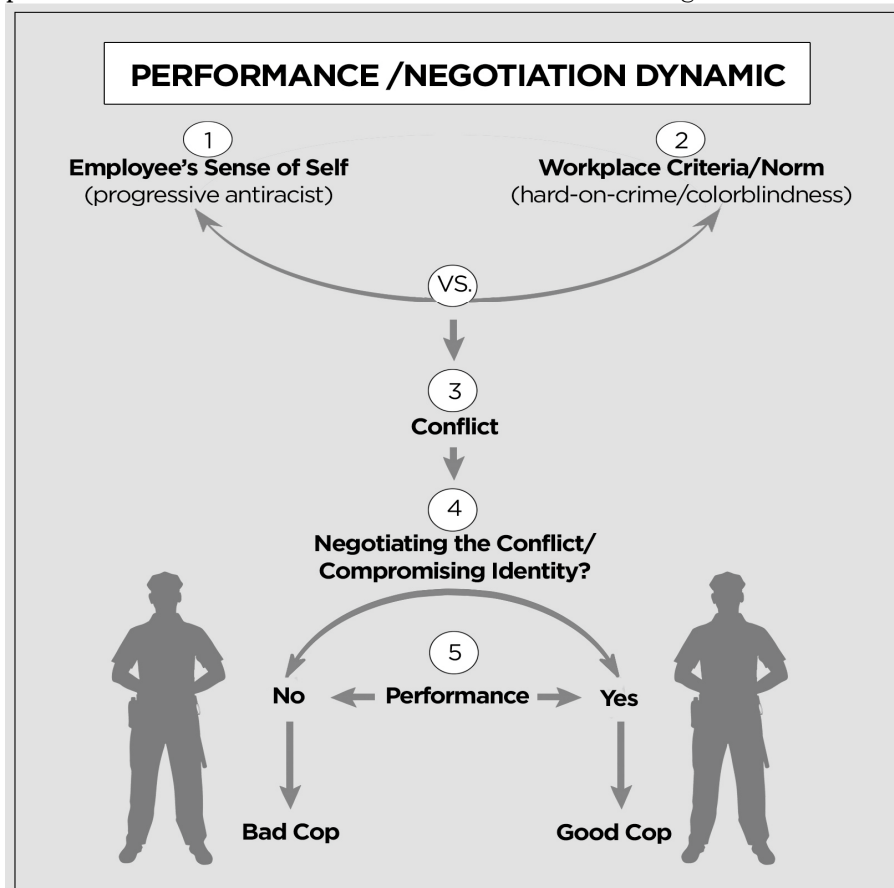 PERFORMANCE /NEGOTIATION DYNAMIC
1
Employee's Sense of Self
(progressive antiracist)
2
Workplace Criteria/Norm
(hard-on-crime/colorblindness)
VS.
3
Conflict
4
Negotiating the Conflict/
Compromising Identity?
5
No
Performance
Yes
Bad Cop
Good Cop